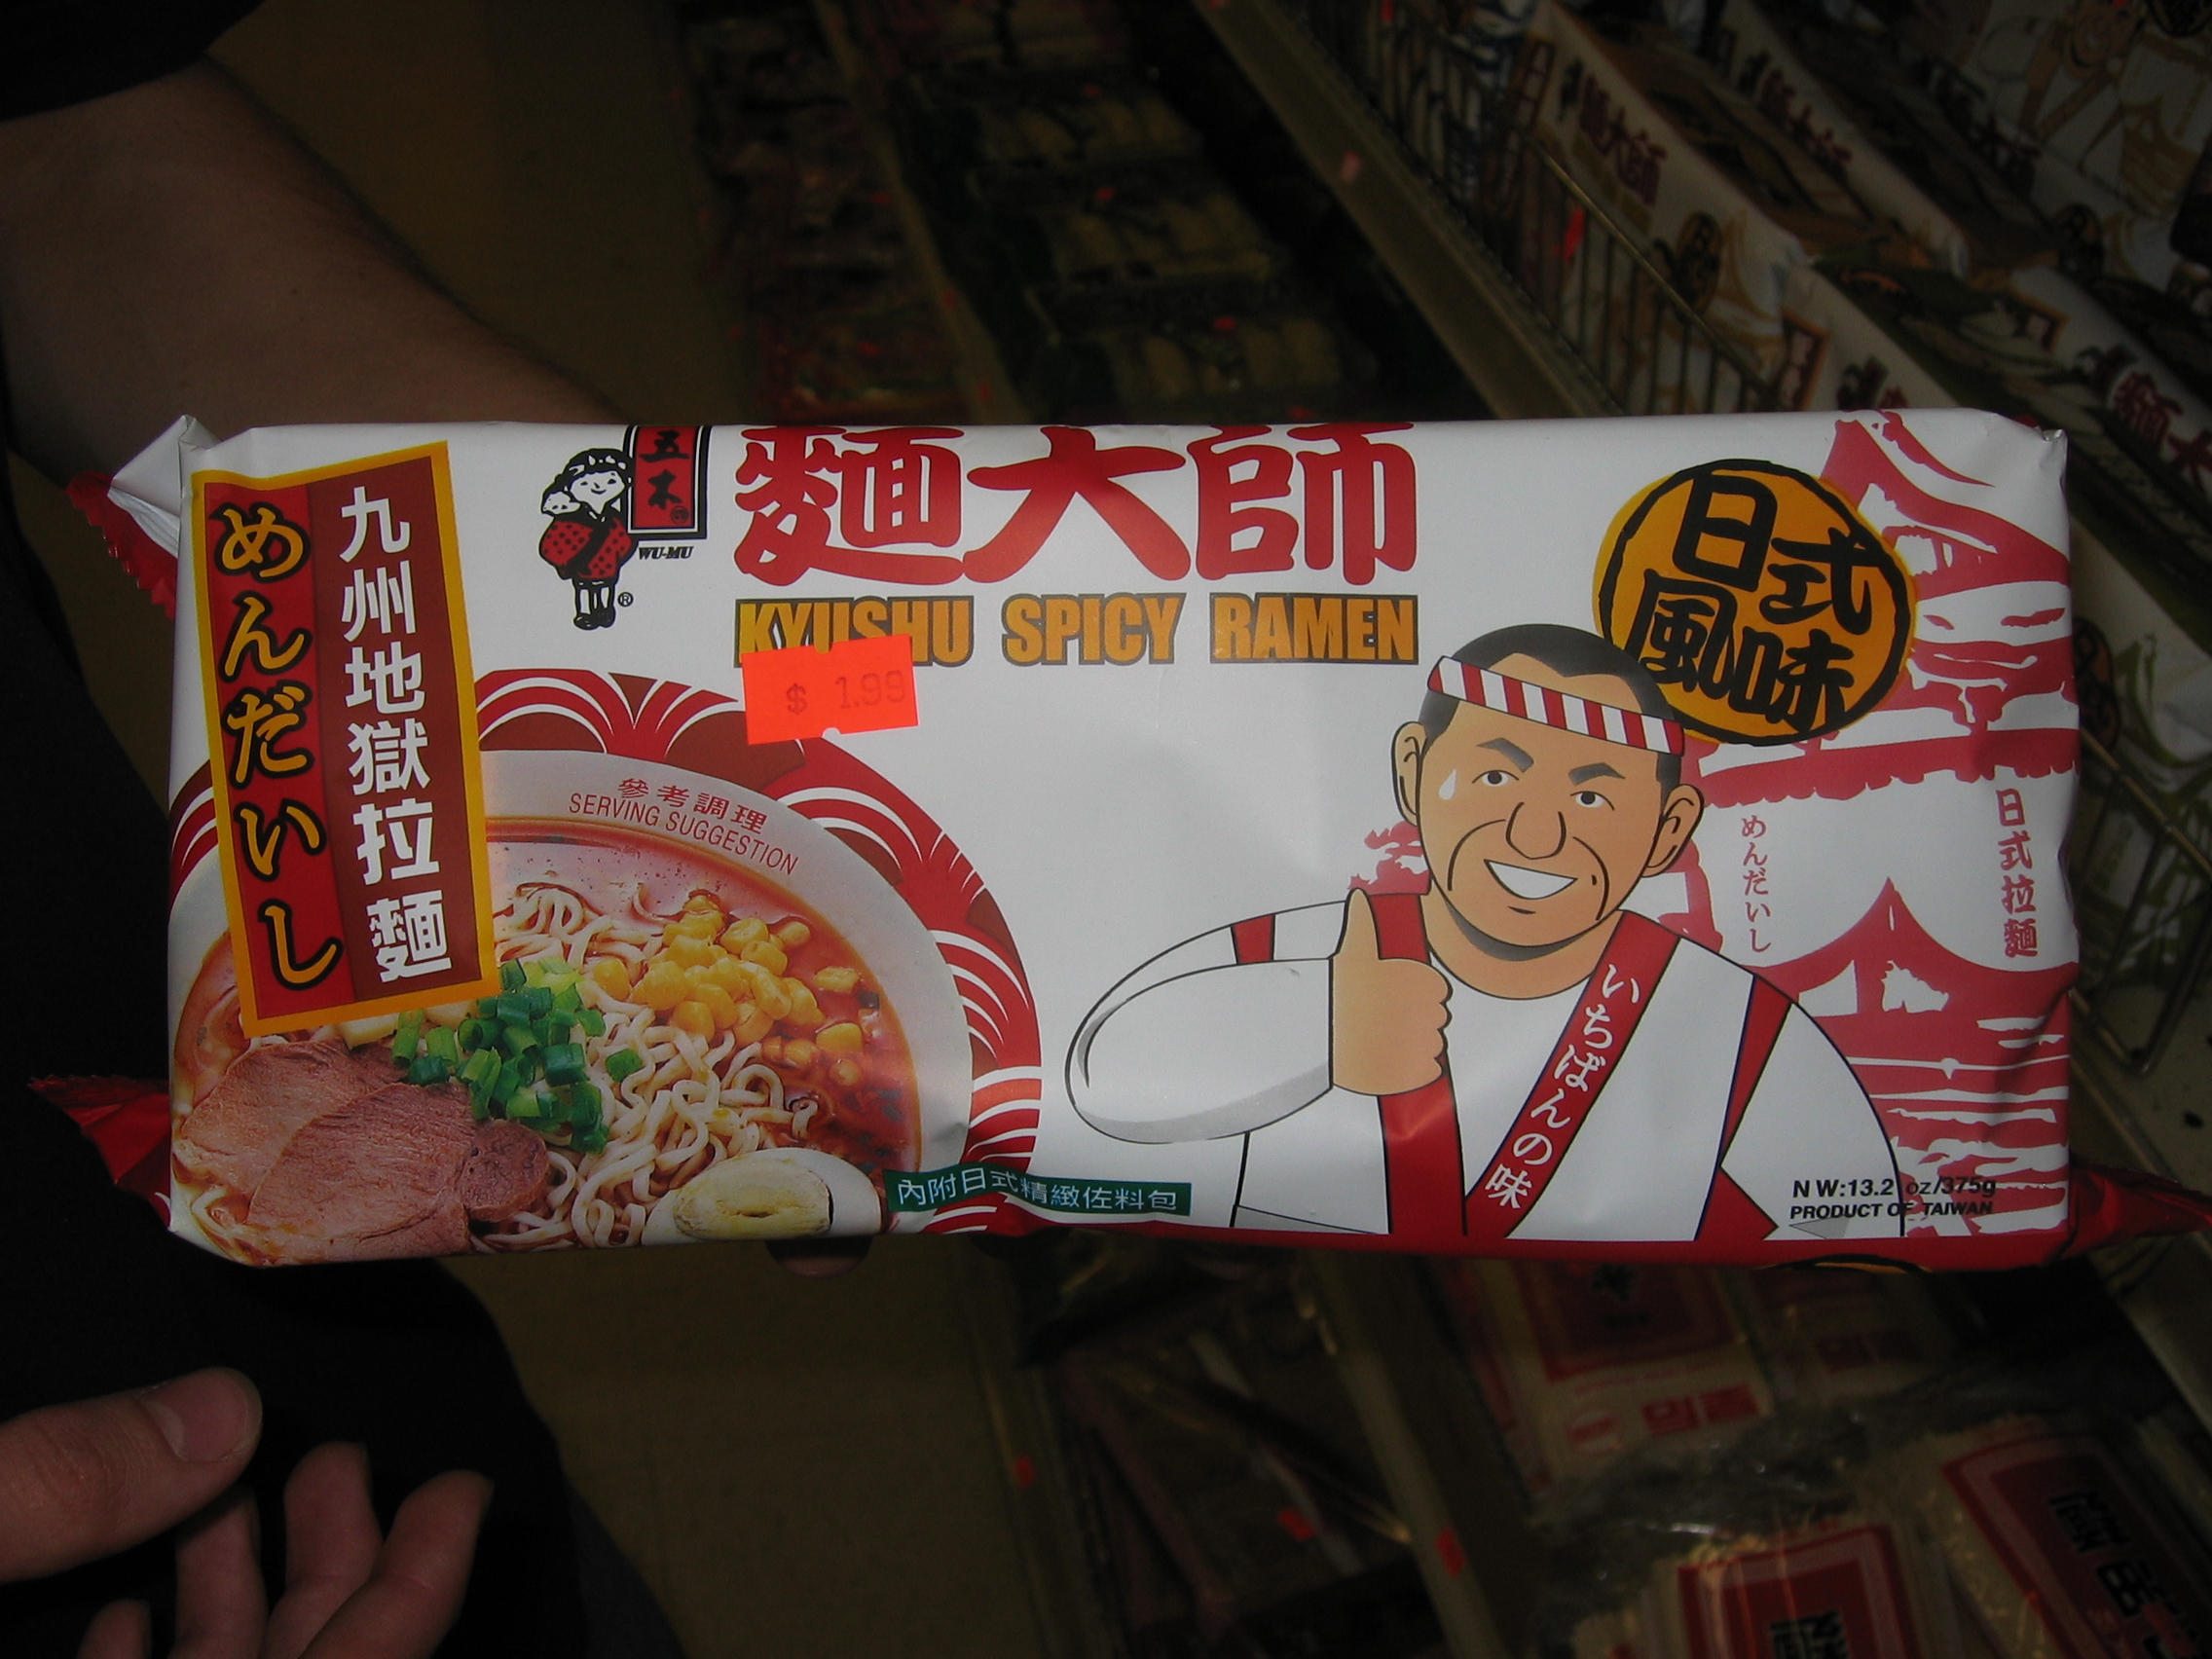 めんだいし
九州地獄拉麵
五木
WU-MU
®
麵大師
KYUSHU SPICY RAMEN
$ 1.99
日式
風味
參考調理
SERVING SUGGESTION
めんだいし
日式拉麵
いちばんの味
內附日式精緻佐料包
N W:13.2 oz/375g
PRODUCT OF TAIWAN
麵大師